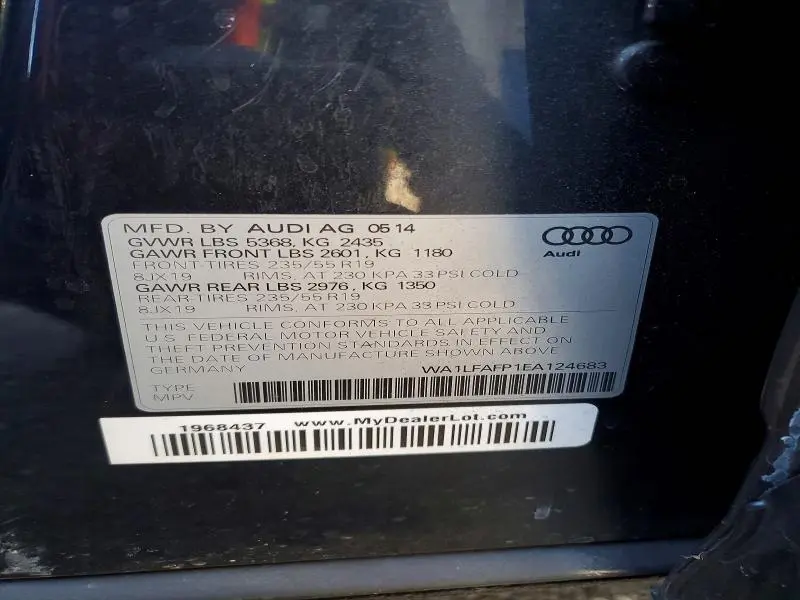 MFD. BY AUDI AG 05 14
GVWR LBS 5368, KG 2435
GAWR FRONT LBS 2601, KG 1180
FRONT-TIRES 235/55 R19
8JX19 RIMS, AT 230 KPA 33 PSI COLD
GAWR REAR LBS 2976, KG 1350
REAR-TIRES 235/55 R19
8JX19 RIMS, AT 230 KPA 33 PSI COLD
THIS VEHICLE CONFORMS TO ALL APPLICABLE
U.S. FEDERAL MOTOR VEHICLE SAFETY AND
THEFT PREVENTION STANDARDS IN EFFECT ON
THE DATE OF MANUFACTURE SHOWN ABOVE
GERMANY WA1LFAFP1EA124683
TYPE
MPV
Audi
1968437 www.MyDealerLot.com